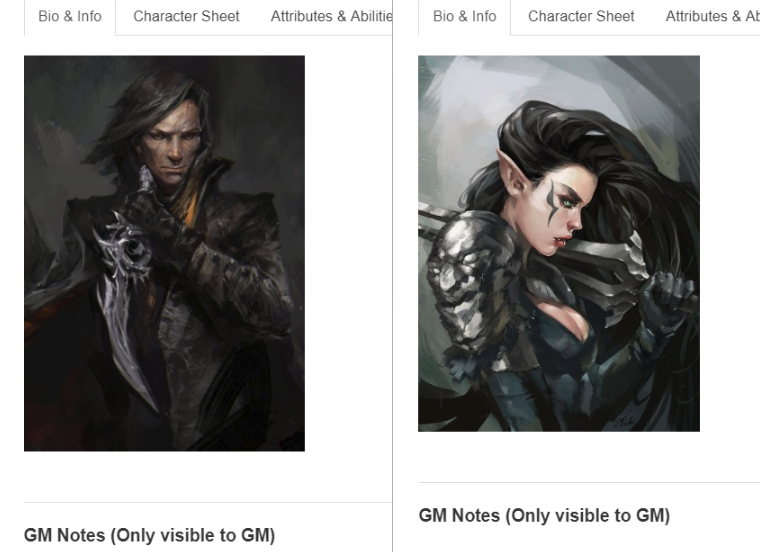 Bio & Info Character Sheet Attributes & Abilitie
GM Notes (Only visible to GM)
Bio & Info Character Sheet Attributes & Ab
GM Notes (Only visible to GM)